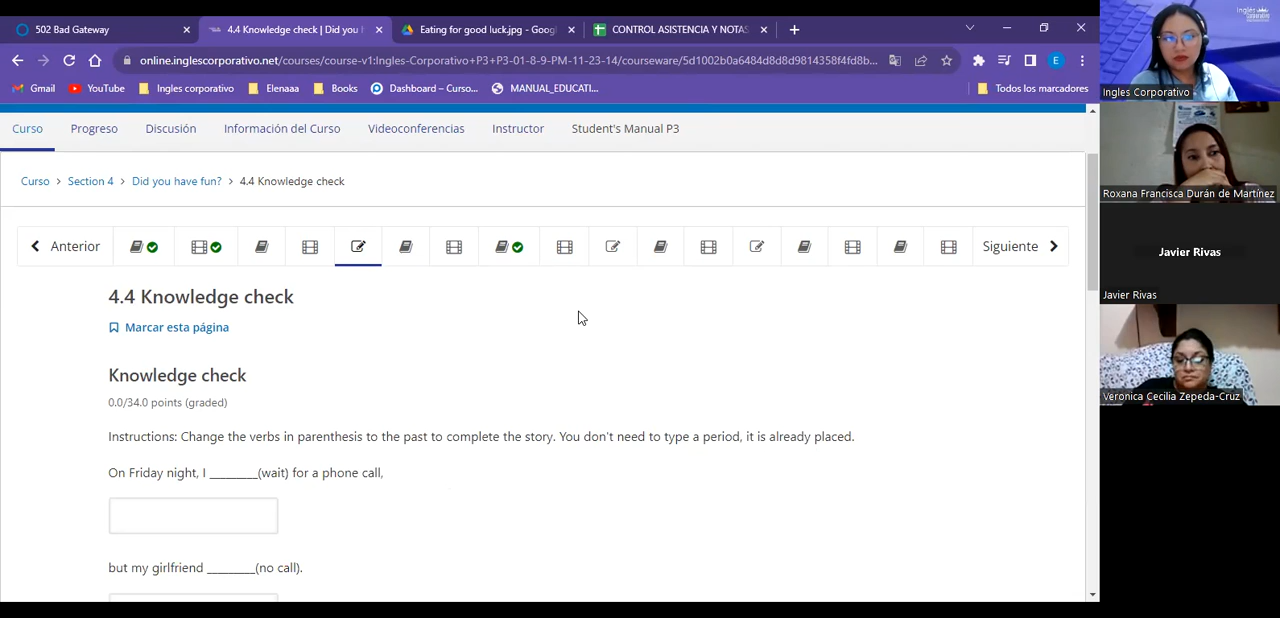 502 Bad Gateway
4.4 Knowledge check | Did you h
Eating for good luck.jpg - Googl
CONTROL ASISTENCIA Y NOTAS
online.inglescorporativo.net/courses/course-v1:Ingles-Corporativo+P3+P3-01-8-9-PM-11-23-14/courseware/5d1002b0a6484d8d8d9814358f4fd8b...
E
Gmail
YouTube
Ingles corporativo
Elenaaa
Books
Dashboard – Curso...
MANUAL_EDUCATI...
Todos los marcadores
Curso
Progreso
Discusión
Información del Curso
Videoconferencias
Instructor
Student's Manual P3
Curso > Section 4 > Did you have fun? > 4.4 Knowledge check
Anterior
Siguiente
4.4 Knowledge check
Marcar esta página
Knowledge check
0.0/34.0 points (graded)
Instructions: Change the verbs in parenthesis to the past to complete the story. You don't need to type a period, it is already placed.
On Friday night, I _______(wait) for a phone call,
but my girlfriend _______(no call).
Ingles Corporativo
Roxana Francisca Durán de Martínez
Javier Rivas
Javier Rivas
Veronica Cecilia Zepeda-Cruz